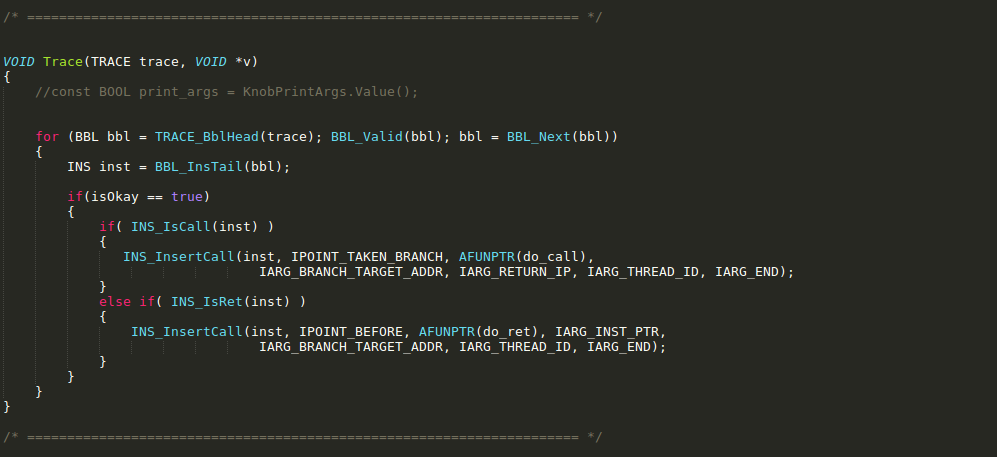 /* ===================================================================== */
VOID Trace(TRACE trace, VOID *v)
{
    //const BOOL print_args = KnobPrintArgs.Value();
    for (BBL bbl = TRACE_BblHead(trace); BBL_Valid(bbl); bbl = BBL_Next(bbl))
    {
        INS inst = BBL_InsTail(bbl);
        if(isOkay == true)
        {
            if( INS_IsCall(inst) )
            {
               INS_InsertCall(inst, IPOINT_TAKEN_BRANCH, AFUNPTR(do_call),
                                IARG_BRANCH_TARGET_ADDR, IARG_RETURN_IP, IARG_THREAD_ID, IARG_END);
            }
            else if( INS_IsRet(inst) )
            {
                INS_InsertCall(inst, IPOINT_BEFORE, AFUNPTR(do_ret), IARG_INST_PTR,
                                IARG_BRANCH_TARGET_ADDR, IARG_THREAD_ID, IARG_END);
            }
        }
    }
}
/* ===================================================================== */